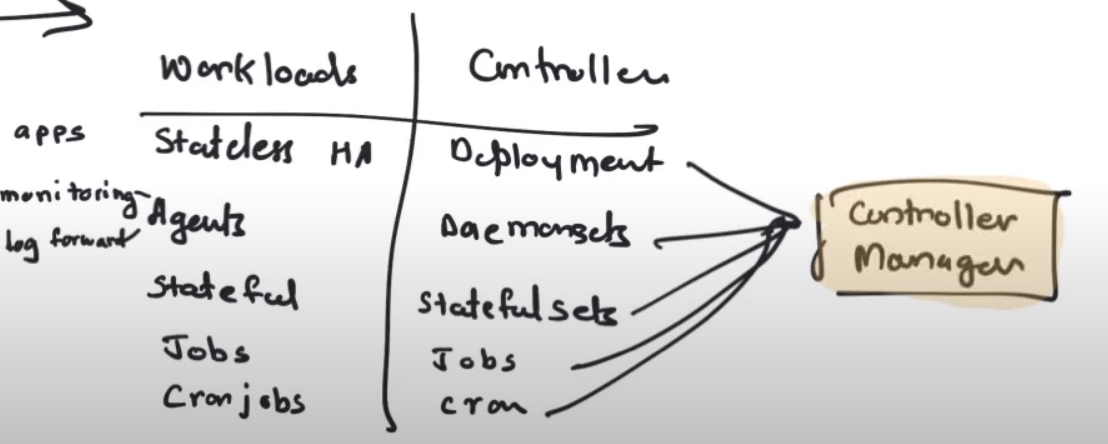 Workloads Controller
apps Stateless HA Deployment
monitoring Agents Daemonsets
log forward
Controller
Manager
Stateful Statefulsets
Jobs Jobs
Cronjobs cron